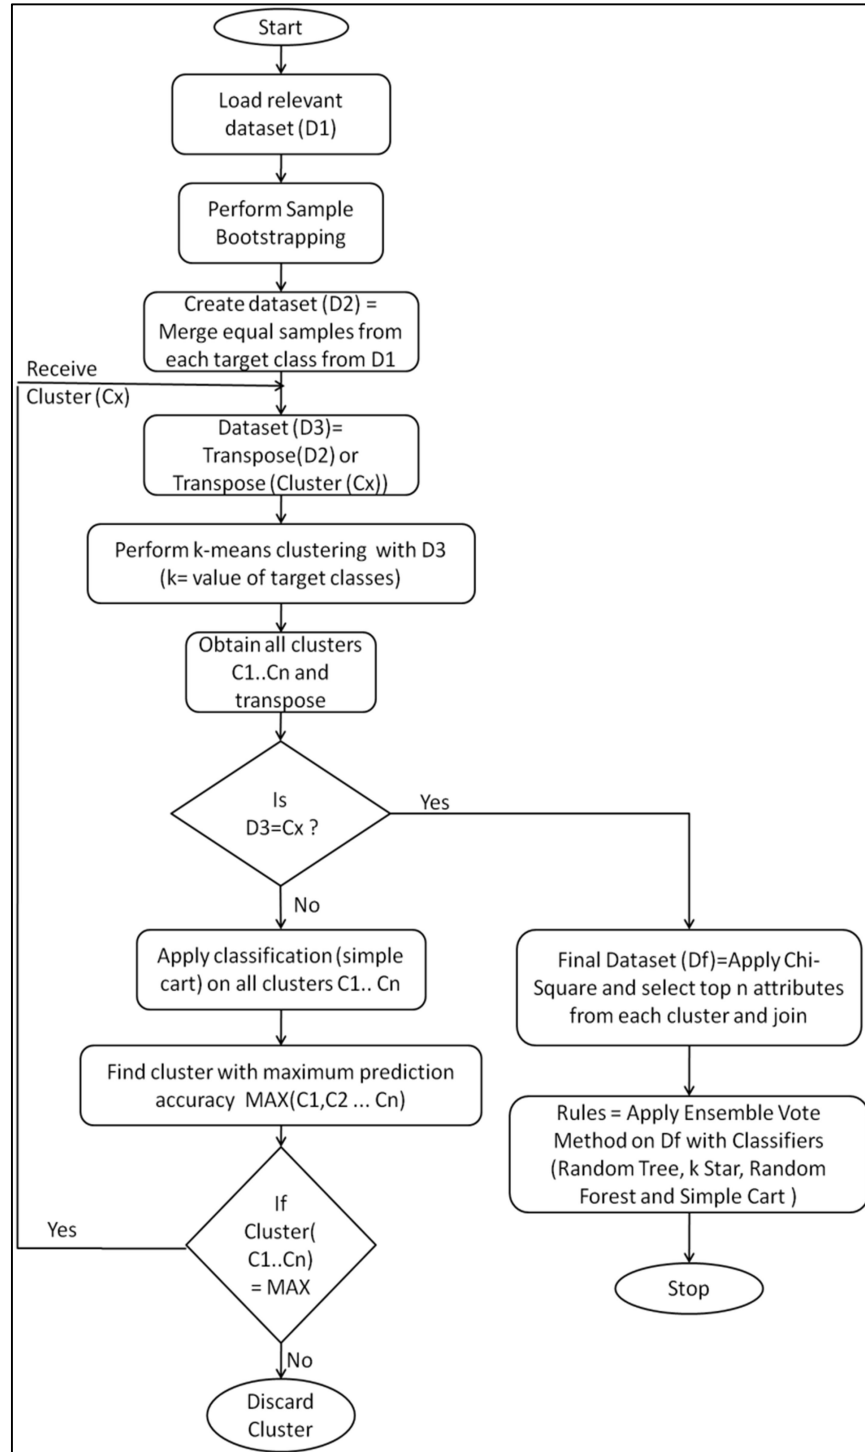 Start
Load relevant
dataset (D1)
Perform Sample
Bootstrapping
Create dataset (D2) =
Merge equal samples from
each target class from D1
Receive
Cluster (Cx)
Dataset (D3)=
Transpose(D2) or
Transpose (Cluster (Cx))
Perform k-means clustering with D3
(k= value of target classes)
Obtain all clusters
C1..Cn and
transpose
Is
D3=Cx ?
Yes
No
Apply classification (simple
cart) on all clusters C1.. Cn
Find cluster with maximum prediction
accuracy MAX(C1,C2 ... Cn)
If
Cluster(
C1..Cn)
= MAX
Yes
No
Discard
Cluster
Final Dataset (Df)=Apply Chi-
Square and select top n attributes
from each cluster and join
Rules = Apply Ensemble Vote
Method on Df with Classifiers
(Random Tree, k Star, Random
Forest and Simple Cart )
Stop